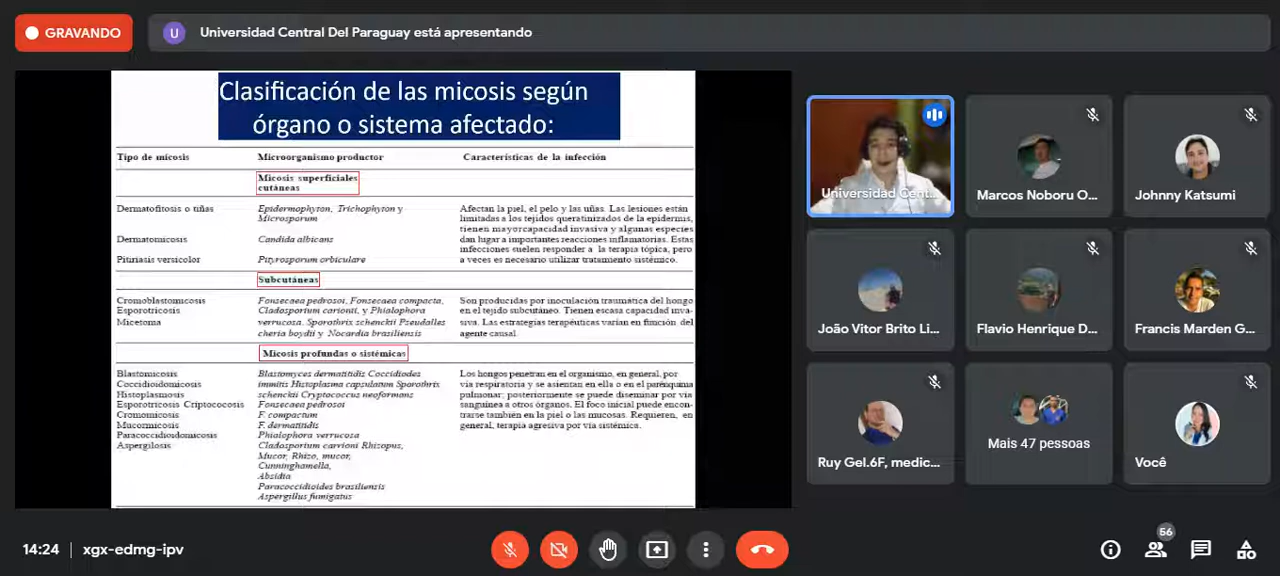 GRAVANDO
U
Universidad Central Del Paraguay está apresentando
Clasificación de las micosis según
órgano o sistema afectado:
Tipo de micosis Microorganismo productor Características de la infección
Micosis superficiales
cutáneas
Dermatofitosis o tiñas Epidermophyton, Trichophyton y Afectan la piel, el pelo y las uñas. Las lesiones están
Microsporum limitadas a los tejidos queratinizados de la epidermis,
tienen mayor capacidad invasiva y algunas especies
Dermatomicosis Candida albicans dan lugar a importantes reacciones inflamatorias. Estas
infecciones suelen responder a la terapia tópica, pero
Pitiriasis versicolor Pityrosporum orbiculare a veces es necesario utilizar tratamiento sistémico.
Subcutáneas
Cromoblastomicosis Fonsecaea pedrosoi, Fonsecaea compacta, Son producidas por inoculación traumática del hongo
Esporotricosis Cladosporium carionii, y Phialophora en el tejido subcutáneo. Tienen escasa capacidad inva-
Micetoma verrucosa, Sporothrix schenckii Pseudalles siva. Las estrategias terapéuticas varían en función del
cheria boydii y Nocardia brasiliensis agente causal.
Micosis profundas o sistémicas
Blastomicosis Blastomyces dermatitidis Coccidiodes Los hongos penetran en el organismo, en general, por
Coccidioidomicosis immitis Histoplasma capsulatum Sporothrix vía respiratoria y se asientan en ella o en el parénquima
Histoplasmosis schenckii Cryptococcus neoformans pulmonar; posteriormente se puede diseminar por vía
Esporotricosis Criptococosis Fonsecaea pedrosoi sanguínea a otros órganos. El foco inicial puede encon-
Cromomicosis F. compactum trarse también en la piel o las mucosas. Requieren, en
Mucormicosis F. dermatitidis general, terapia agresiva por vía sistémica.
Paracoccidioidomicosis Phialophora verrucosa
Aspergilosis Cladosporium carvioni Rhizopus,
Mucor, Rhizo, mucor,
Cunninghamella,
Absidia
Paracoccidioides brasiliensis
Aspergillus fumigatus
Universidad Cent...
Marcos Noboru O...
Johnny Katsumi
João Vitor Brito Li...
Flavio Henrique D...
Francis Marden G...
Ruy Gel.6F, medic...
Mais 47 pessoas
Você
14:24 | xgx-edmg-ipv
56